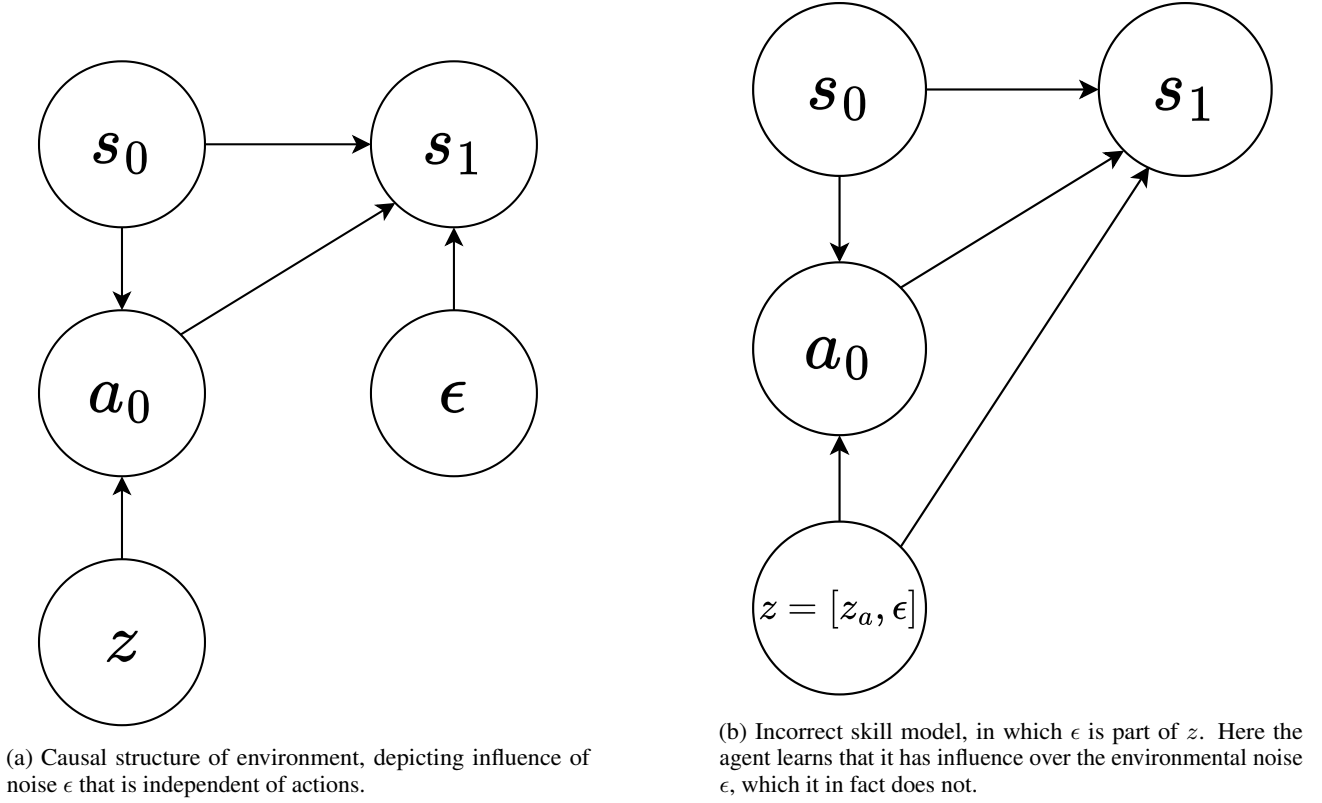 s₀
s₁
a₀
ϵ
z
(a) Causal structure of environment, depicting influence of
noise ϵ that is independent of actions.
s₀
s₁
a₀
z = [zₐ, ϵ]
(b) Incorrect skill model, in which ϵ is part of z. Here the
agent learns that it has influence over the environmental noise
ϵ, which it in fact does not.